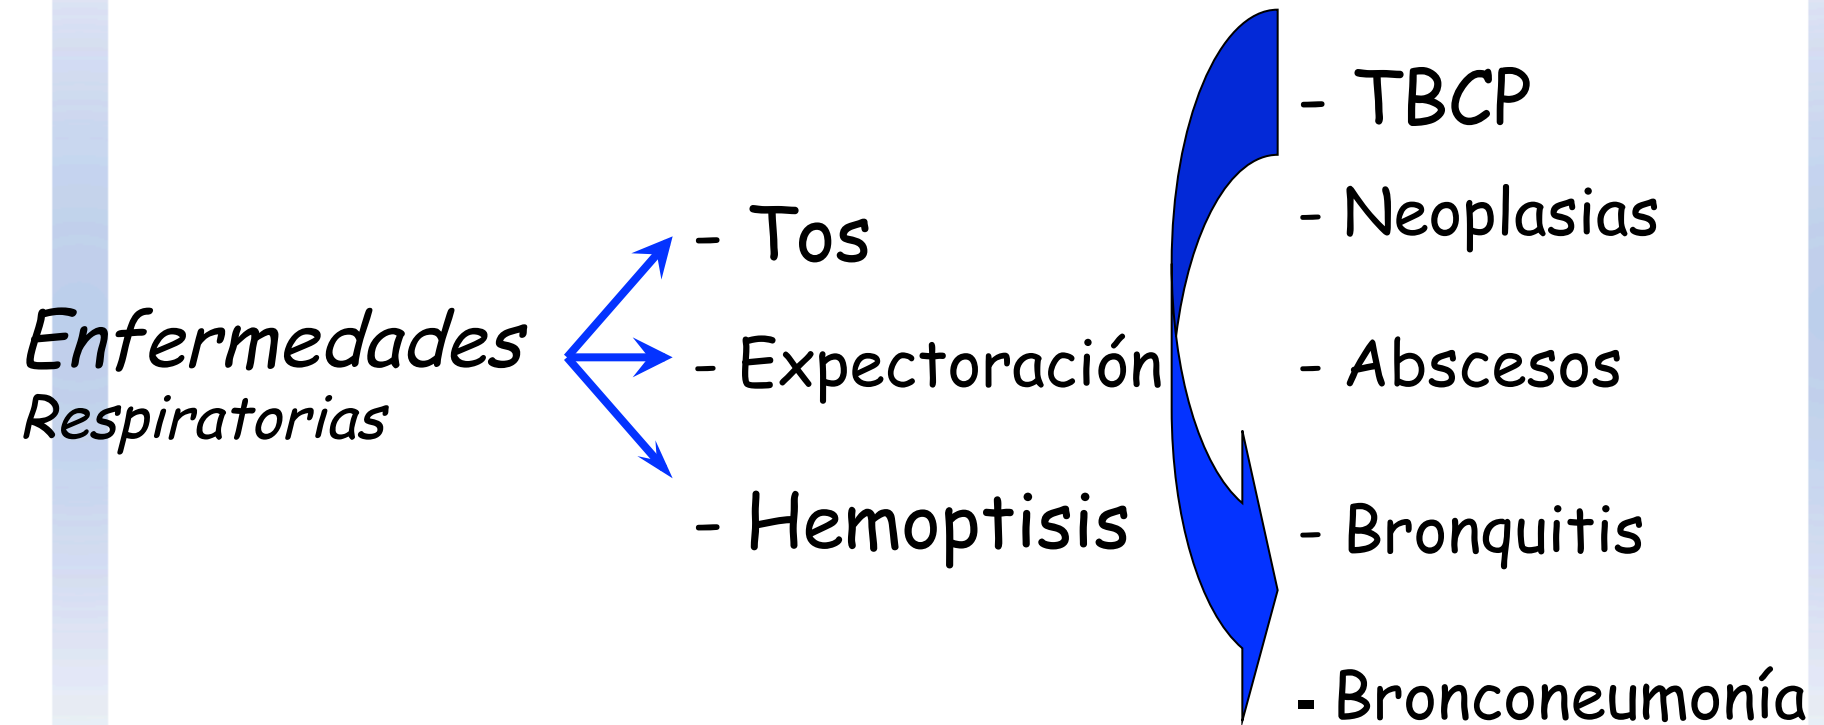 Enfermedades
Respiratorias
- Tos
- Expectoración
- Hemoptisis
- TBCP
- Neoplasias
- Abscesos
- Bronquitis
- Bronconeumonía